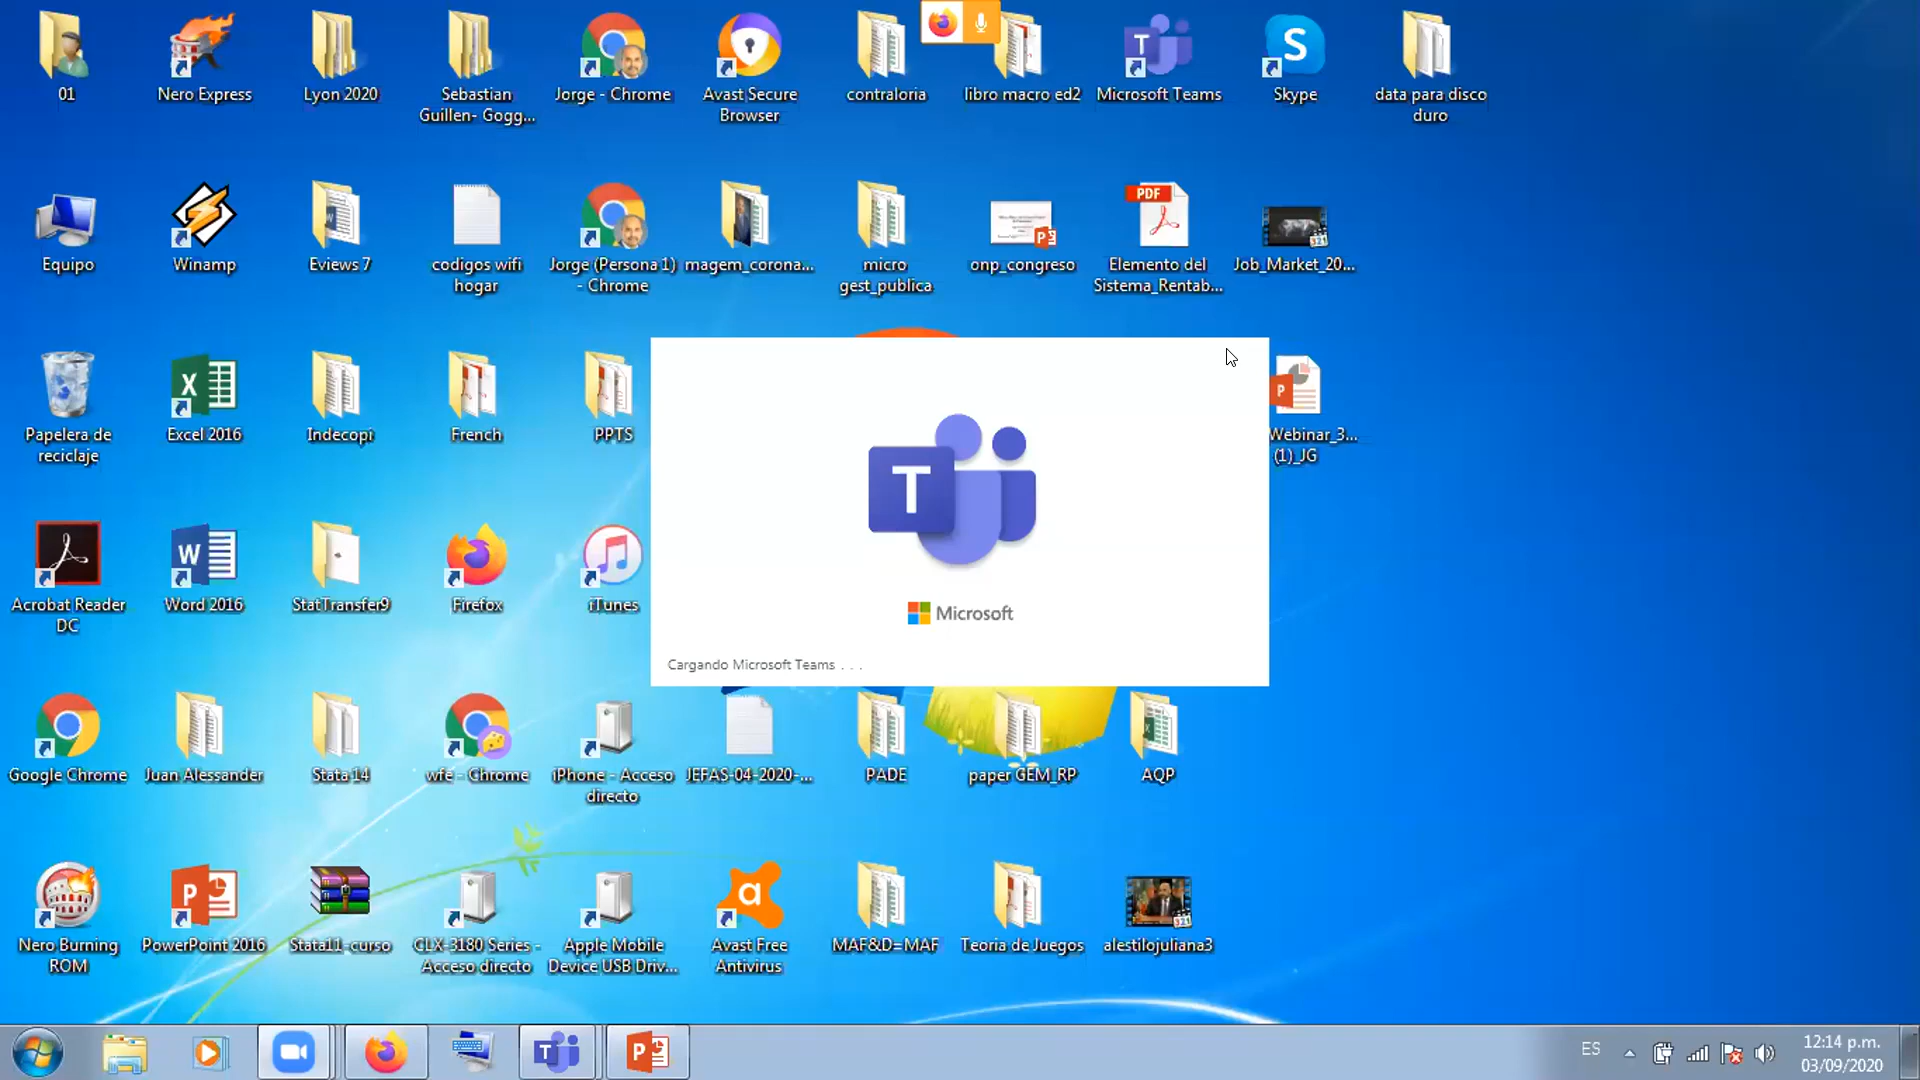 01
Nero Express
Lyon 2020
Sebastian
Guillen- Gogg...
Jorge - Chrome
Avast Secure
Browser
contraloria
libro macro ed2
Microsoft Teams
Skype
data para disco
duro
Equipo
Winamp
Eviews 7
codigos wifi
hogar
Jorge (Persona 1)
- Chrome
magem_corona...
micro
gest_publica
onp_congreso
PDF
Elemento del
Sistema_Rentab...
Job_Market_20...
Papelera de
reciclaje
Excel 2016
Indecopi
French
PPTS
Webinar_3...
(1)_JG
T
Microsoft
Cargando Microsoft Teams . . .
Acrobat Reader
DC
Word 2016
StatTransfer9
Firefox
iTunes
Google Chrome
Juan Alessander
Stata 14
wfe - Chrome
iPhone - Acceso
directo
JEFAS-04-2020-...
PADE
paper GEM_RP
AQP
Nero Burning
ROM
PowerPoint 2016
Stata11-curso
CLX-3180 Series -
Acceso directo
Apple Mobile
Device USB Driv...
Avast Free
Antivirus
MAF&D=MAF
Teoria de Juegos
alestilojuliana3
ES
12:14 p.m.
03/09/2020